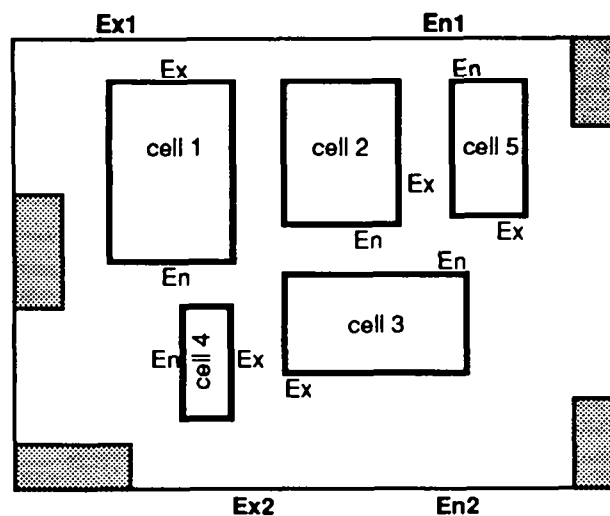 Ex1 En1
Ex En
cell 1 cell 2 cell 5
Ex
En Ex
En En
cell 3
En cell 4 Ex
Ex
Ex2 En2